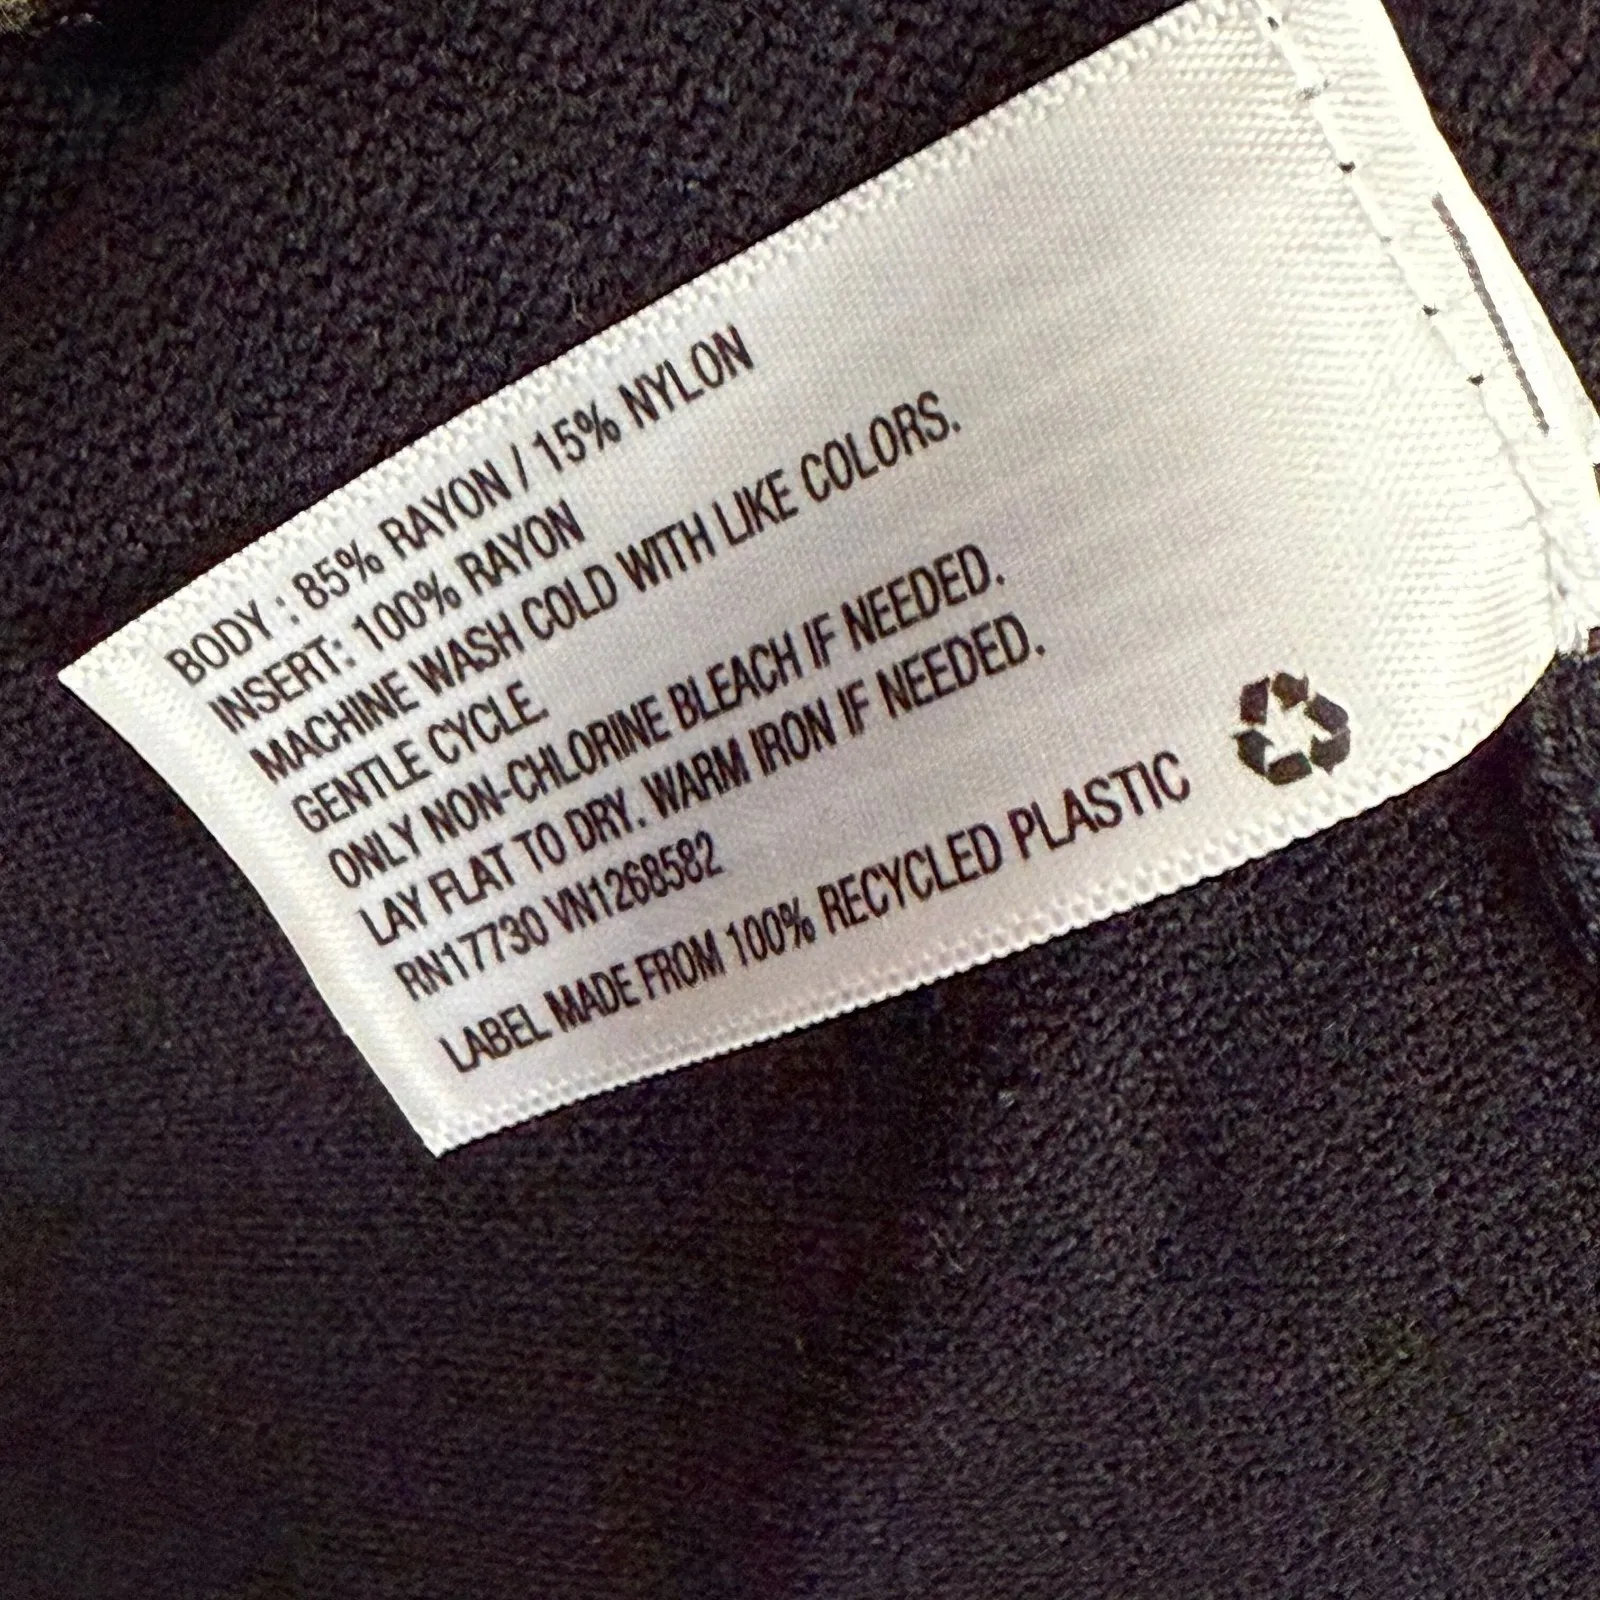 BODY : 85% RAYON / 15% NYLON
INSERT: 100% RAYON
MACHINE WASH COLD WITH LIKE COLORS.
GENTLE CYCLE.
ONLY NON-CHLORINE BLEACH IF NEEDED.
LAY FLAT TO DRY. WARM IRON IF NEEDED.
RN17730 VN1268582
LABEL MADE FROM 100% RECYCLED PLASTIC